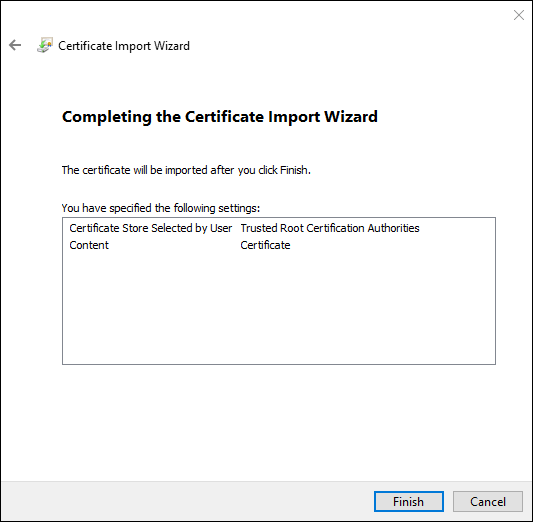 Certificate Import Wizard
Completing the Certificate Import Wizard
The certificate will be imported after you click Finish.
You have specified the following settings:
Certificate Store Selected by User Trusted Root Certification Authorities
Content Certificate
Finish Cancel